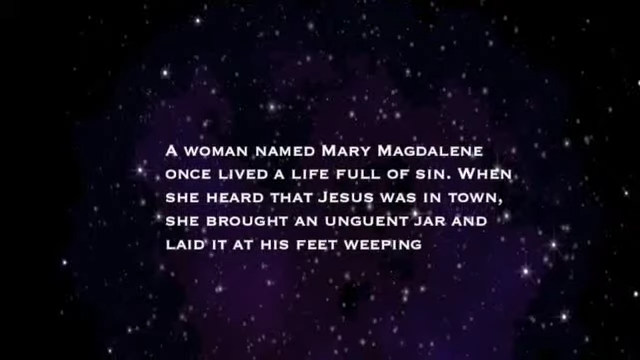 A WOMAN NAMED MARY MAGDALENE
ONCE LIVED A LIFE FULL OF SIN. WHEN
SHE HEARD THAT JESUS WAS IN TOWN,
SHE BROUGHT AN UNGUENT JAR AND
LAID IT AT HIS FEET WEEPING